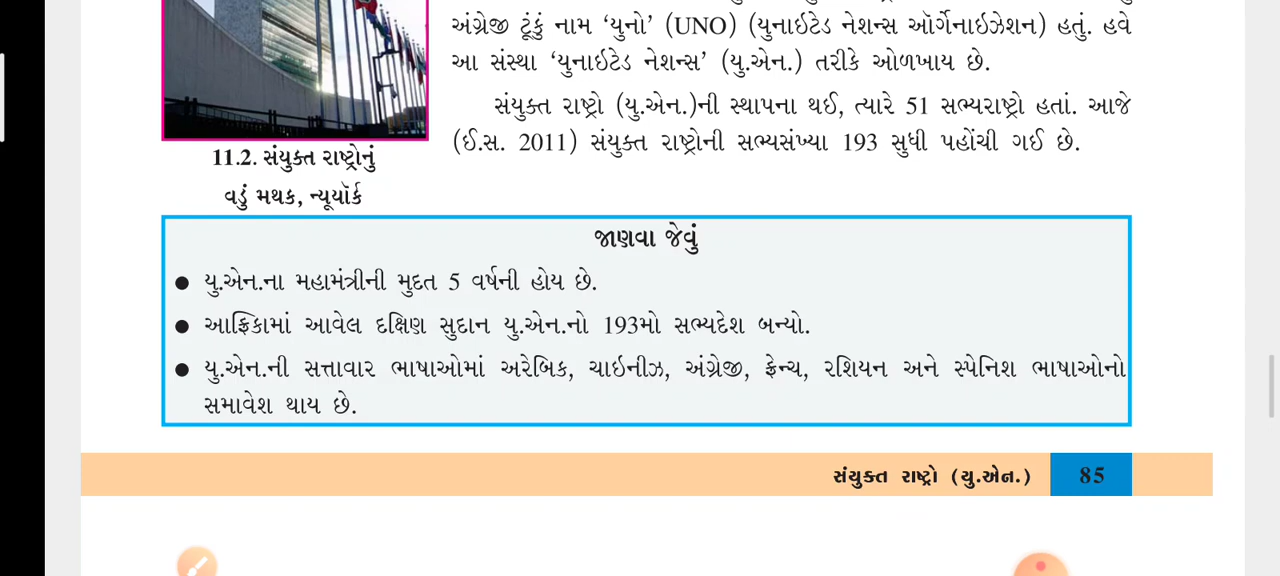 અંગ્રેજી ટૂંકું નામ ‘યુનો’ (UNO) (યુનાઇટેડ નેશન્સ ઑર્ગેનાઇઝેશન) હતું. હવે
આ સંસ્થા ‘યુનાઇટેડ નેશન્સ’ (યુ.એન.) તરીકે ઓળખાય છે.
સંયુક્ત રાષ્ટ્રો (યુ.એન.)ની સ્થાપના થઈ, ત્યારે 51 સભ્યરાષ્ટ્રો હતાં. આજે
(ઈ.સ. 2011) સંયુક્ત રાષ્ટ્રોની સભ્યસંખ્યા 193 સુધી પહોંચી ગઈ છે.
11.2. સંયુક્ત રાષ્ટ્રોનું
વડું મથક, ન્યૂયૉર્ક
જાણવા જેવું
● યુ.એન.ના મહામંત્રીની મુદત 5 વર્ષની હોય છે.
● આફ્રિકામાં આવેલ દક્ષિણ સુદાન યુ.એન.નો 193મો સભ્યદેશ બન્યો.
● યુ.એન.ની સત્તાવાર ભાષાઓમાં અરેબિક, ચાઇનીઝ, અંગ્રેજી, ફ્રેન્ચ, રશિયન અને સ્પેનિશ ભાષાઓનો
સમાવેશ થાય છે.
સંયુક્ત રાષ્ટ્રો (યુ.એન.) 85